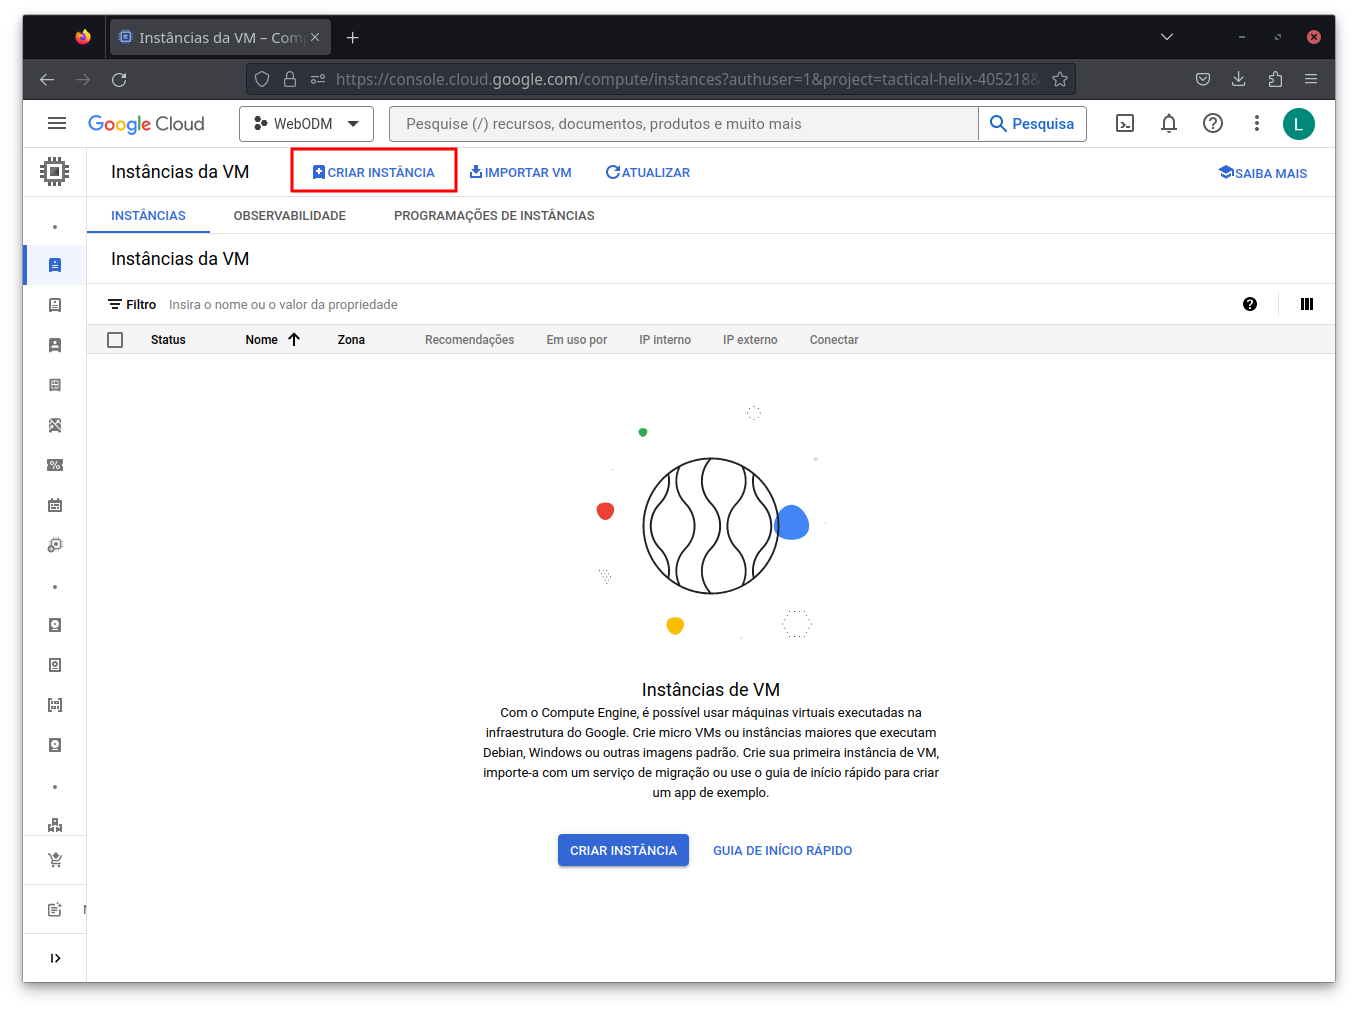 Instâncias da VM – Com
https://console.cloud.google.com/compute/instances?authuser=1&project=tactical-helix-405218&
Google Cloud
WebODM
Pesquise (/) recursos, documentos, produtos e muito mais
Pesquisa
L
Instâncias da VM
CRIAR INSTÂNCIA
IMPORTAR VM
ATUALIZAR
SAIBA MAIS
INSTÂNCIAS
OBSERVABILIDADE
PROGRAMAÇÕES DE INSTÂNCIAS
Instâncias da VM
Filtro
Insira o nome ou o valor da propriedade
Status
Nome
Zona
Recomendações
Em uso por
IP interno
IP externo
Conectar
Instâncias de VM
Com o Compute Engine, é possível usar máquinas virtuais executadas na
infraestrutura do Google. Crie micro VMs ou instâncias maiores que executam
Debian, Windows ou outras imagens padrão. Crie sua primeira instância de VM,
importe-a com um serviço de migração ou use o guia de início rápido para criar
um app de exemplo.
CRIAR INSTÂNCIA
GUIA DE INÍCIO RÁPIDO